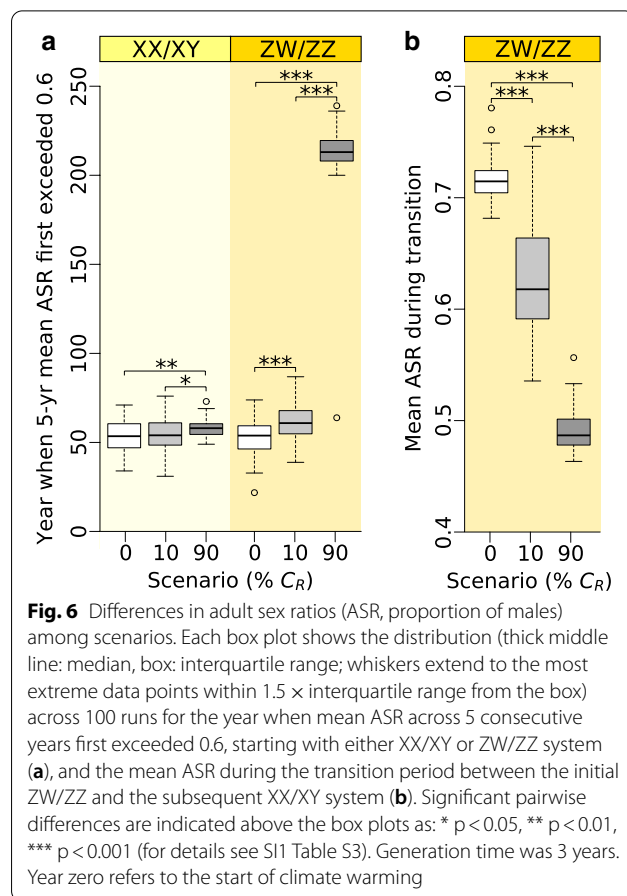 a
XX/XY ZW/ZZ
Year when 5-yr mean ASR first exceeded 0.6
250
200
150
100
50
0
***
***
**
*
***
0 10 90 0 10 90
Scenario (% C_R)
b
ZW/ZZ
Mean ASR during transition
0.8
0.7
0.6
0.5
0.4
***
***
***
0 10 90
Scenario (% C_R)
Fig. 6 Differences in adult sex ratios (ASR, proportion of males)
among scenarios. Each box plot shows the distribution (thick middle
line: median, box: interquartile range; whiskers extend to the most
extreme data points within 1.5 × interquartile range from the box)
across 100 runs for the year when mean ASR across 5 consecutive
years first exceeded 0.6, starting with either XX/XY or ZW/ZZ system
(a), and the mean ASR during the transition period between the initial
ZW/ZZ and the subsequent XX/XY system (b). Significant pairwise
differences are indicated above the box plots as: * p < 0.05, ** p < 0.01,
*** p < 0.001 (for details see SI1 Table S3). Generation time was 3 years.
Year zero refers to the start of climate warming